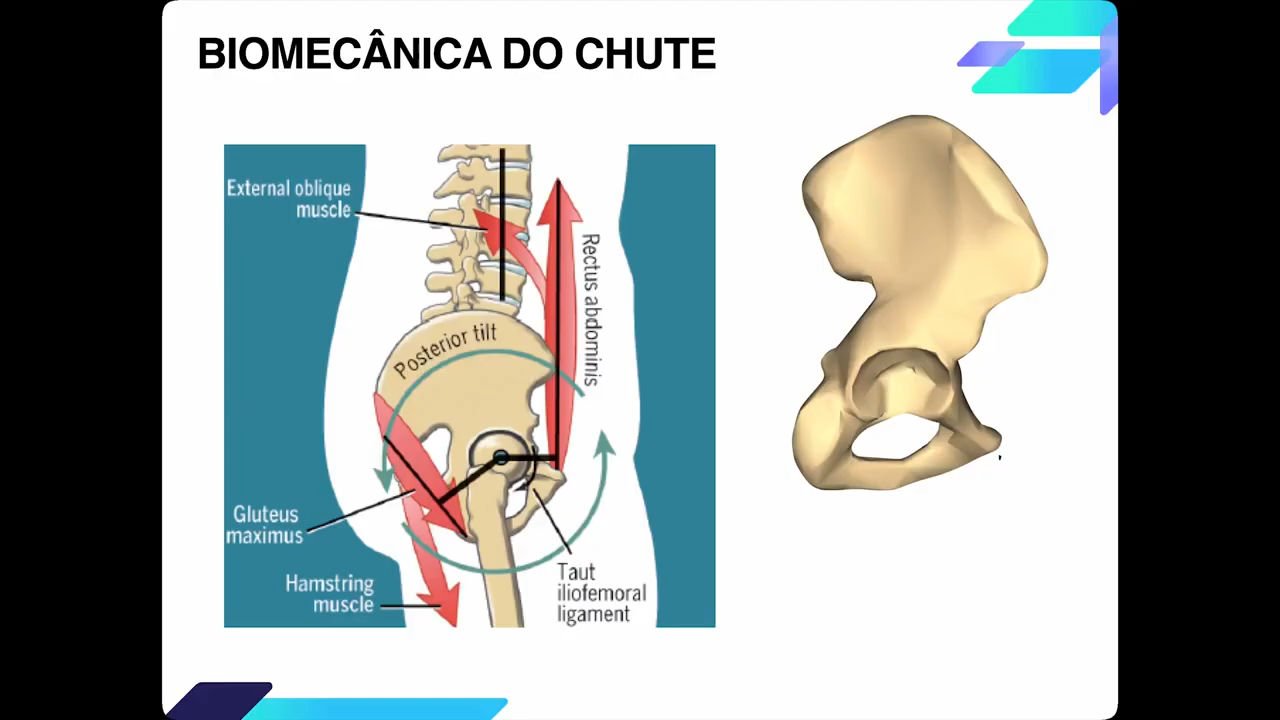 BIOMECÂNICA DO CHUTE
External oblique
muscle
Rectus abdominis
Posterior tilt
Gluteus
maximus
Hamstring
muscle
Taut
iliofemoral
ligament